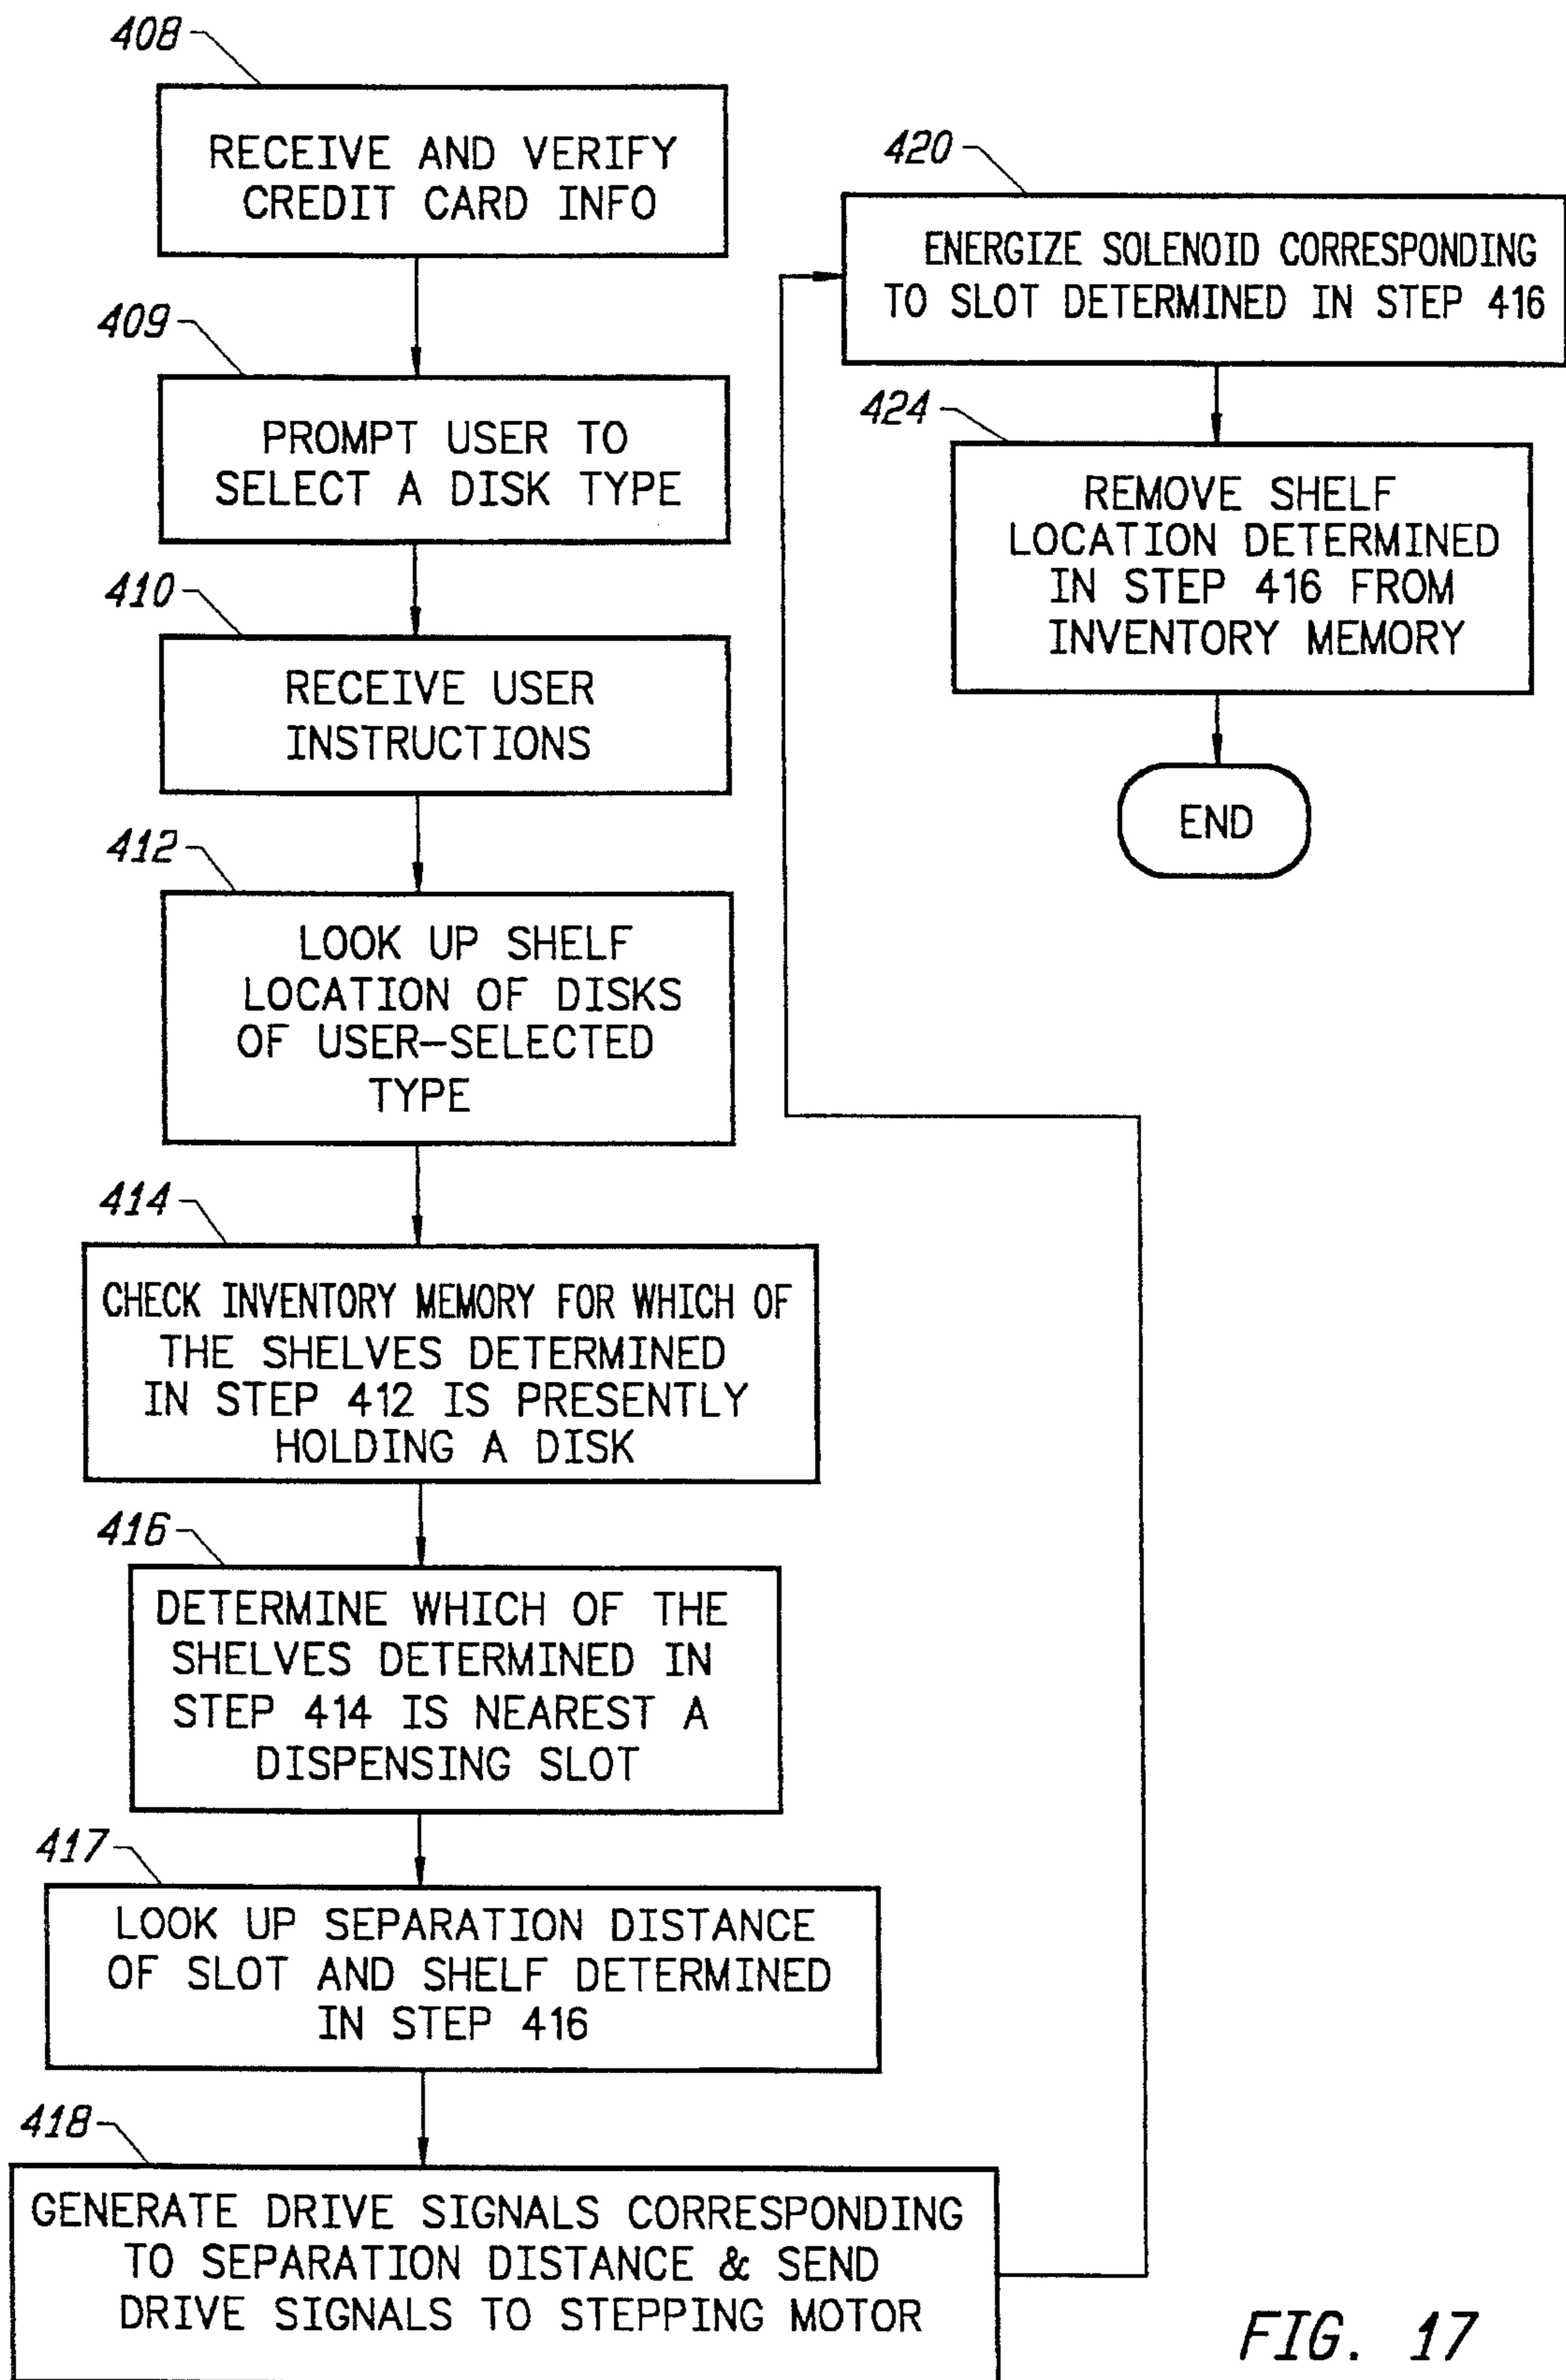 408
RECEIVE AND VERIFY
CREDIT CARD INFO
409
PROMPT USER TO
SELECT A DISK TYPE
410
RECEIVE USER
INSTRUCTIONS
412
LOOK UP SHELF
LOCATION OF DISKS
OF USER-SELECTED
TYPE
414
CHECK INVENTORY MEMORY FOR WHICH OF
THE SHELVES DETERMINED
IN STEP 412 IS PRESENTLY
HOLDING A DISK
416
DETERMINE WHICH OF THE
SHELVES DETERMINED IN
STEP 414 IS NEAREST A
DISPENSING SLOT
417
LOOK UP SEPARATION DISTANCE
OF SLOT AND SHELF DETERMINED
IN STEP 416
418
GENERATE DRIVE SIGNALS CORRESPONDING
TO SEPARATION DISTANCE & SEND
DRIVE SIGNALS TO STEPPING MOTOR
420
ENERGIZE SOLENOID CORRESPONDING
TO SLOT DETERMINED IN STEP 416
424
REMOVE SHELF
LOCATION DETERMINED
IN STEP 416 FROM
INVENTORY MEMORY
END
FIG. 17